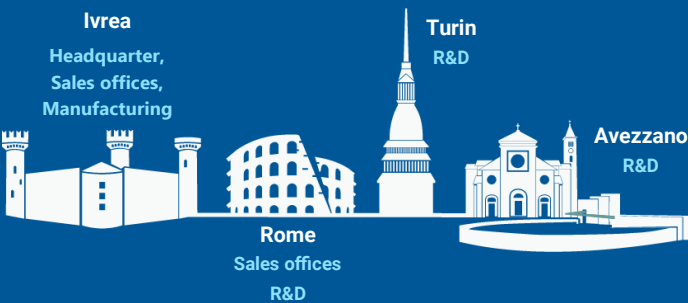 Ivrea
Headquarter,
Sales offices,
Manufacturing
Turin
R&D
Avezzano
R&D
Rome
Sales offices
R&D